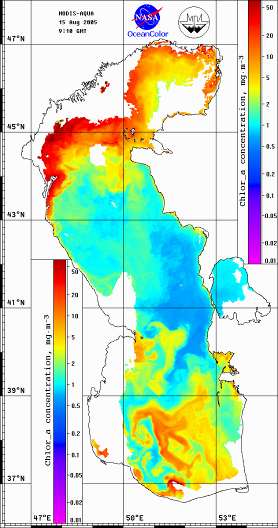 MODIS-AQUA
15 Aug 2005
9:10 GMT
NASA
OceanColor
47°N
45°N
43°N
41°N
39°N
37°N
47°E
50°E
53°E
Chlor_a concentration, mg·m-3
50
20
10
5
2
1
0.5
0.2
0.1
0.05
0.02
0.01
Chlor_a concentration, mg·m-3
50
20
10
5
2
1
0.5
0.2
0.1
0.05
0.02
0.01